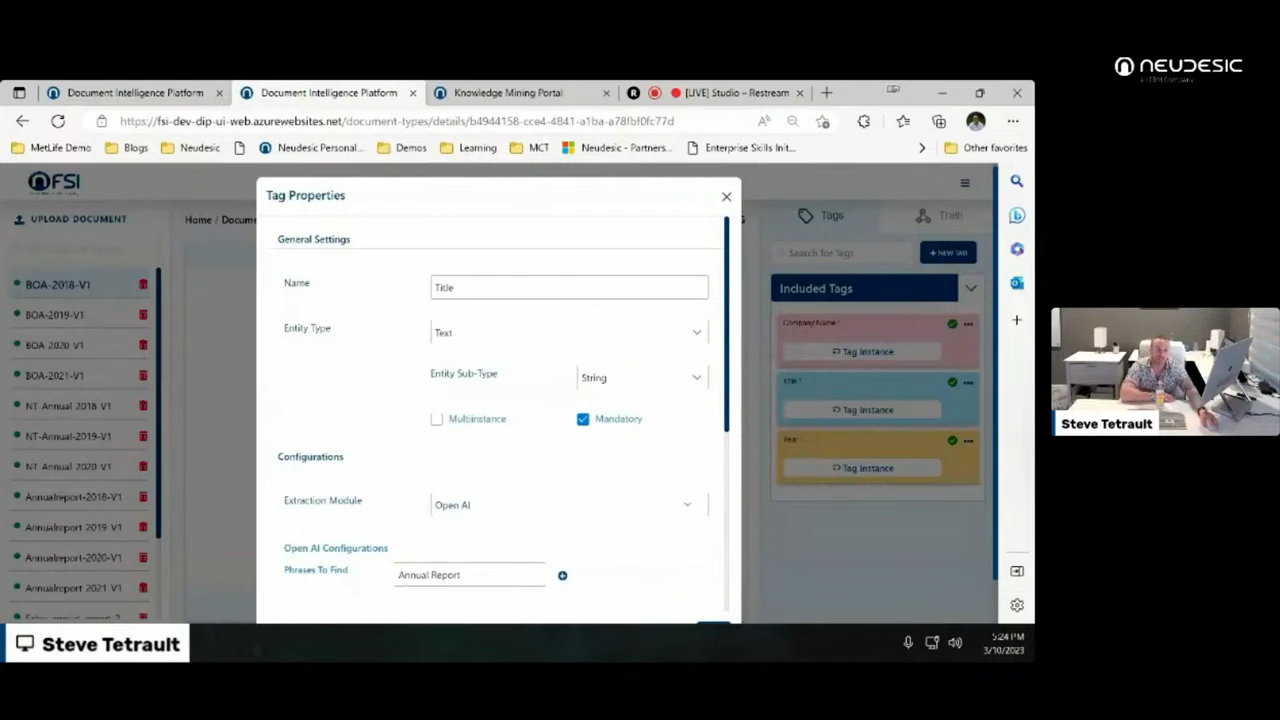 NEUDESIC
an IBM Company
Document Intelligence Platform
Document Intelligence Platform
Knowledge Mining Portal
R
[LIVE] Studio – Restream
https://fsi-dev-dip-ui-web.azurewebsites.net/document-types/details/b4944158-cce4-4841-a1ba-a78fbf0fc77d
MetLife Demo
Blogs
Neudesic
Neudesic Personal...
Demos
Learning
MCT
Neudesic - Partners...
Enterprise Skills Init...
Other favorites
FSI
UPLOAD DOCUMENT
Home / Docume
Tags
Train
Search for Tags
+ NEW TAG
Included Tags
Company Name *
Tag Instance
Title *
Tag Instance
Year *
Tag Instance
BOA-2018-V1
BOA-2019-V1
BOA 2020 V1
BOA-2021-V1
NT Annual 2018 V1
NT-Annual-2019-V1
NT Annual 2020 V1
Annualreport-2018-V1
Annualreport 2019 V1
Annualreport-2020-V1
Annualreport 2021 V1
Tag Properties
General Settings
Name
Title
Entity Type
Text
Entity Sub-Type
String
Multiinstance
Mandatory
Configurations
Extraction Module
Open AI
Open AI Configurations
Phrases To Find
Annual Report
Steve Tetrault
5:24 PM
3/10/2023
Steve Tetrault